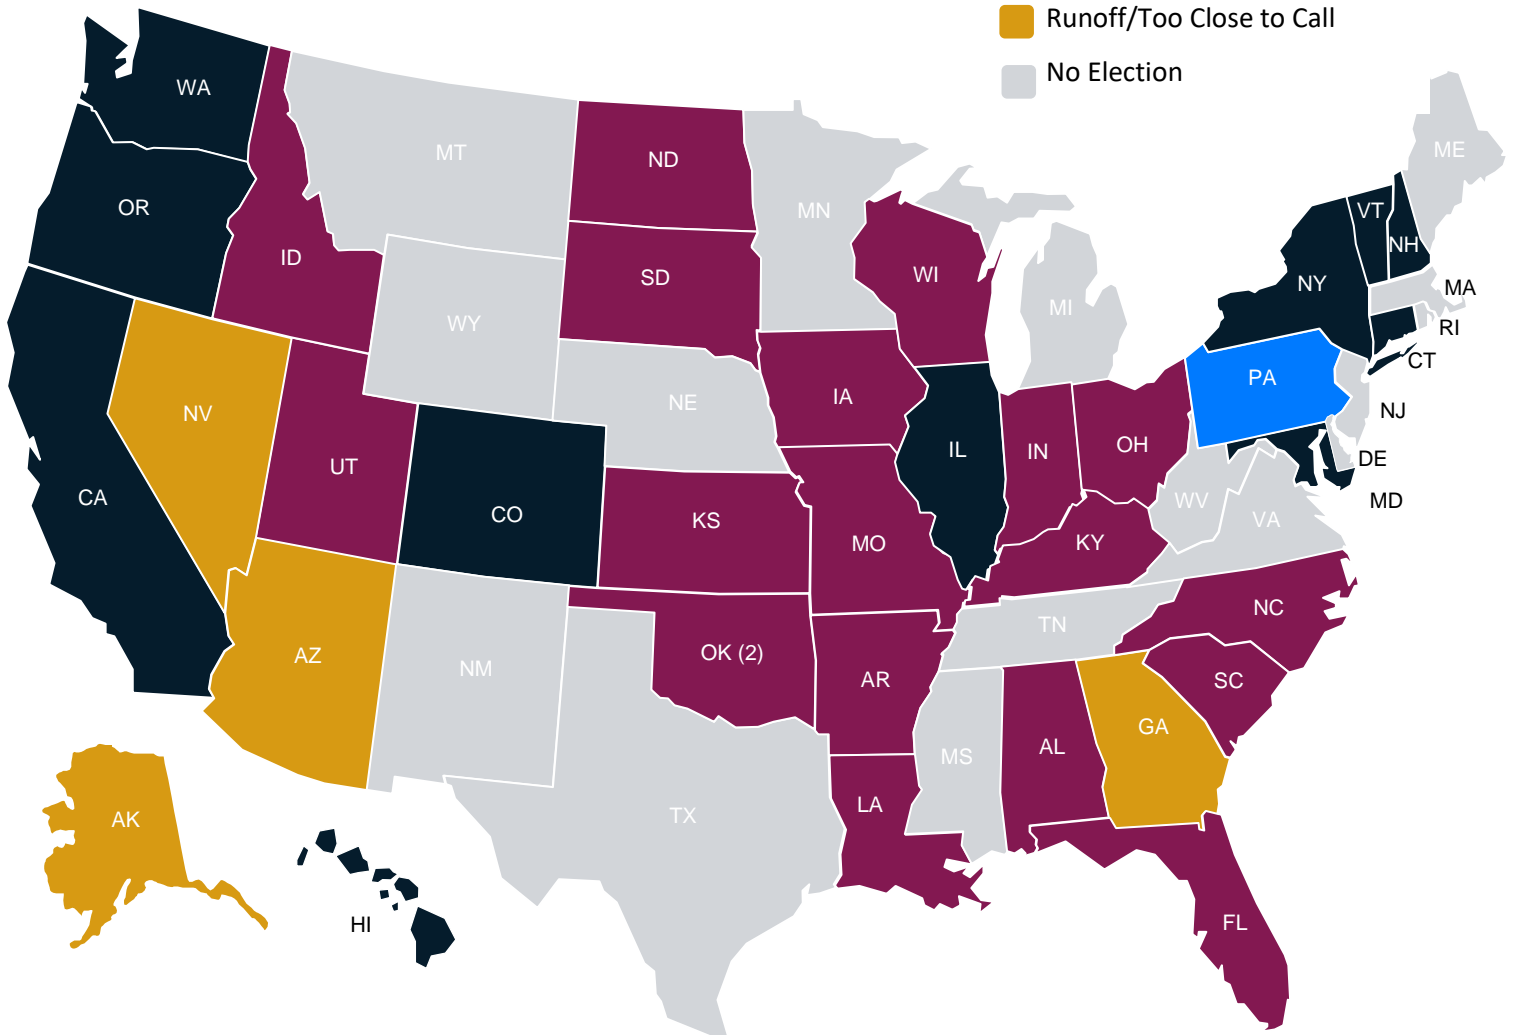 Runoff/Too Close to Call
No Election
WA
MT
ND
ME
OR
MN
VT
NH
ID
SD
WI
NY
MA
WY
MI
RI
CT
PA
NV
NE
IA
NJ
UT
IL
IN
OH
DE
CA
CO
KS
WV
MD
MO
KY
VA
AZ
NM
OK (2)
TN
NC
AR
SC
GA
AL
MS
LA
TX
AK
HI
FL